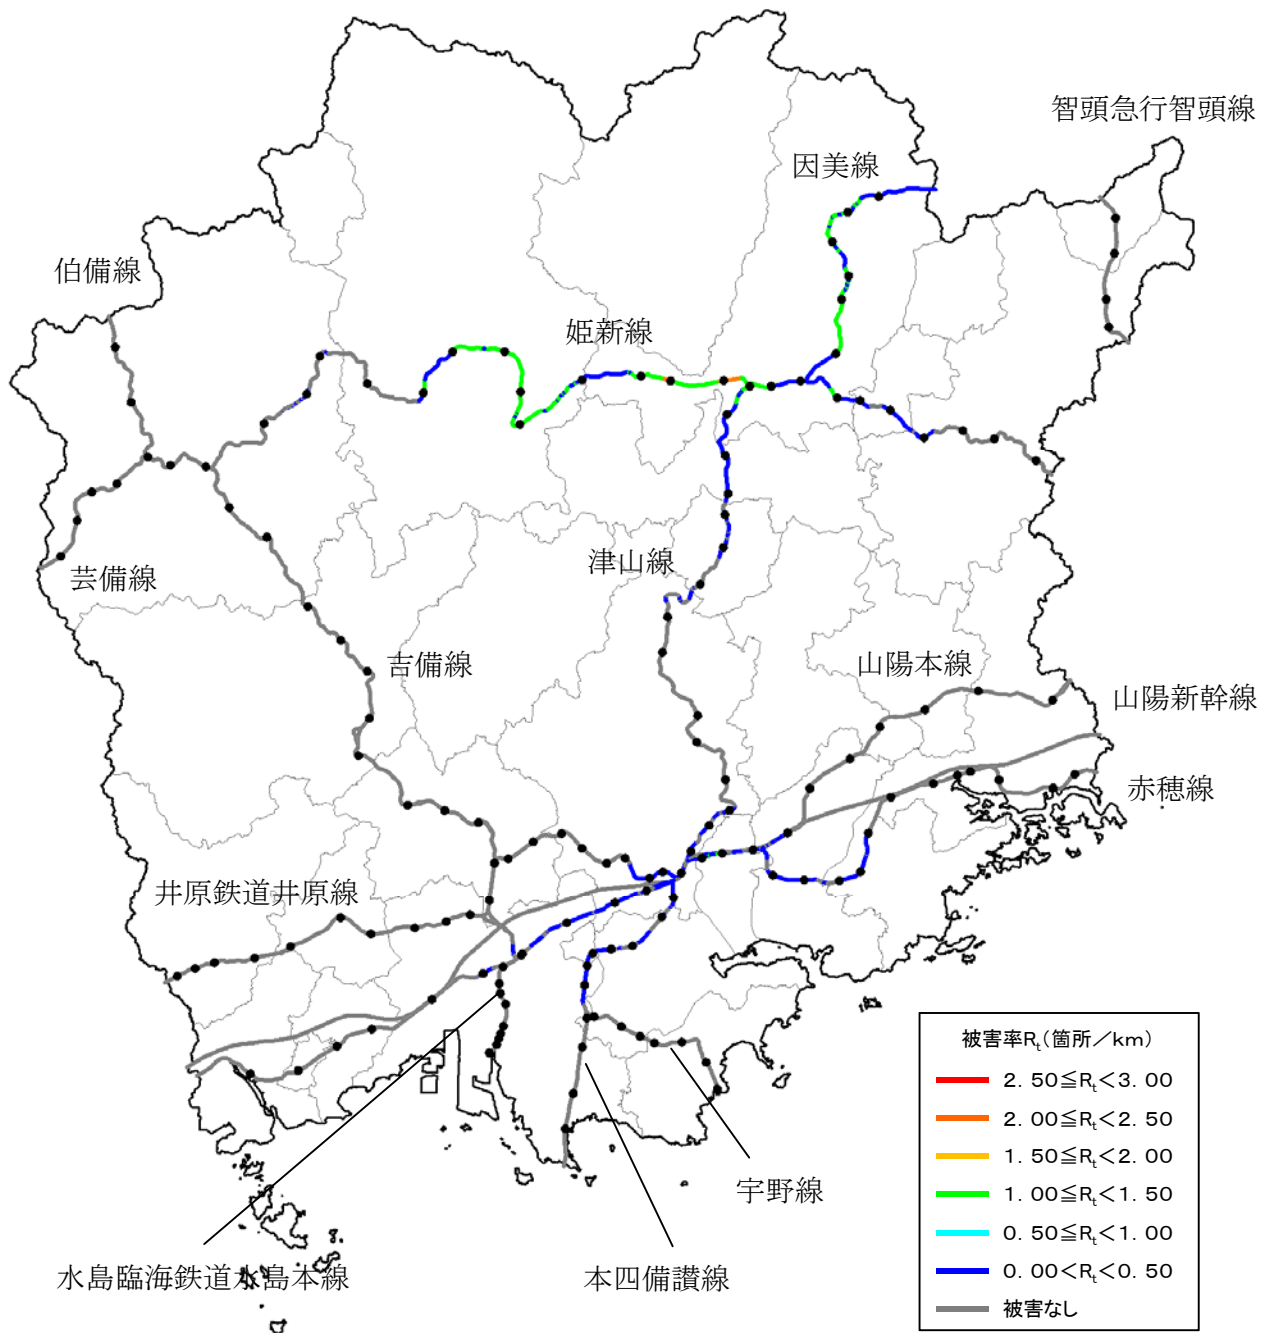 智頭急行智頭線
因美線
伯備線
姫新線
津山線
芸備線
吉備線
山陽本線
山陽新幹線
赤穂線
井原鉄道井原線
宇野線
水島臨海鉄道水島本線
本四備讃線
被害率Rt(箇所/km)
2.50≦Rt<3.00
2.00≦Rt<2.50
1.50≦Rt<2.00
1.00≦Rt<1.50
0.50≦Rt<1.00
0.00<Rt<0.50
被害なし